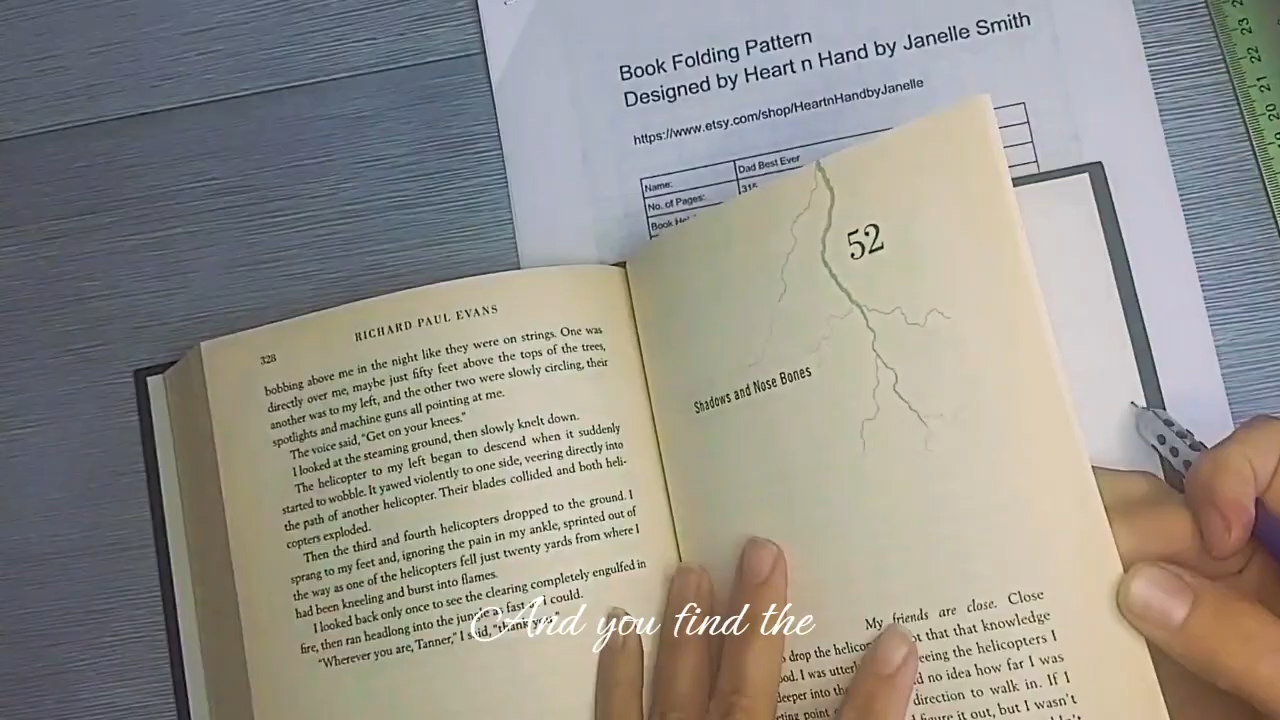 Book Folding Pattern
Designed by Heart n Hand by Janelle Smith
https://www.etsy.com/shop/HeartnHandbyJanelle
Name: Dad Best Ever
No. of Pages:
Book
RICHARD PAUL EVANS
328
bobbing above me in the night like they were on strings. One was
directly over me, maybe just fifty feet above the tops of the trees,
another was to my left, and the other two were slowly circling, their
spotlights and machine guns all pointing at me.
The voice said, “Get on your knees.”
I looked at the steaming ground, then slowly knelt down.
The helicopter to my left began to descend when it suddenly
started to wobble. It yawed violently to one side, veering directly into
the path of another helicopter. Their blades collided and both heli-
copters exploded.
Then the third and fourth helicopters dropped to the ground. I
sprang to my feet and, ignoring the pain in my ankle, sprinted out of
the way as one of the helicopters fell just twenty yards from where I
had been kneeling and burst into flames.
I looked back only once to see the clearing completely engulfed in
fire, then ran headlong into the jungle as fast as I could.
“Wherever you are, Tanner,” I said, “thank you.”
52
Shadows and Nose Bones
My friends are close. Close
drop the
that that knowledge
I was
seeing the helicopters I
deeper into
no idea how far I was
point
direction to walk in. If I
figure it out, but I wasn’t
And you find the
23
22
21
20
19